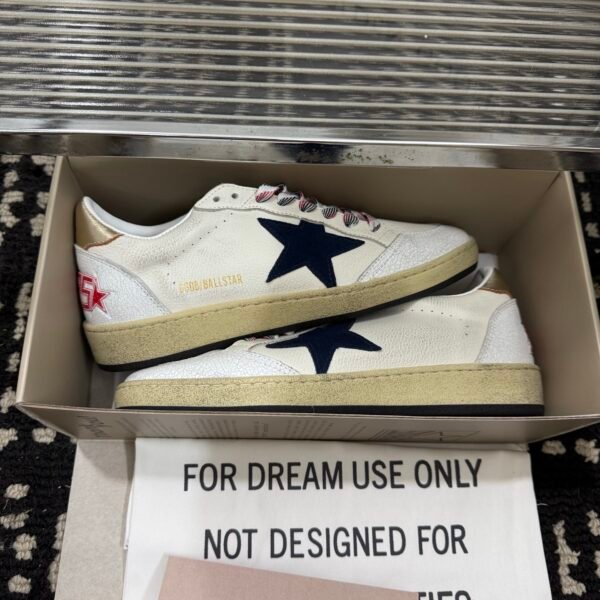 GGDB/BALLSTAR
FOR DREAM USE ONLY
NOT DESIGNED FOR